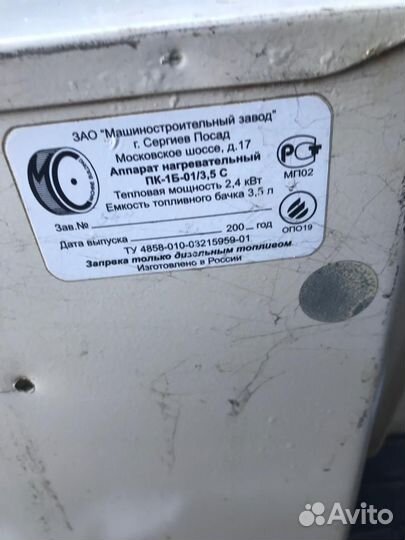 ЗАО "Машиностроительный завод"
г. Сергиев Посад
Московское шоссе, д.17
Аппарат нагревательный
ПК-1Б-01/3,5 С
Тепловая мощность 2,4 кВт
Емкость топливного бачка 3,5 л
Зав.№
Дата выпуска 200 год
ТУ 4858-010-03215959-01
Заправка только дизельным топливом
Изготовлено в России
РСТ
МП02
ОП019
Avito